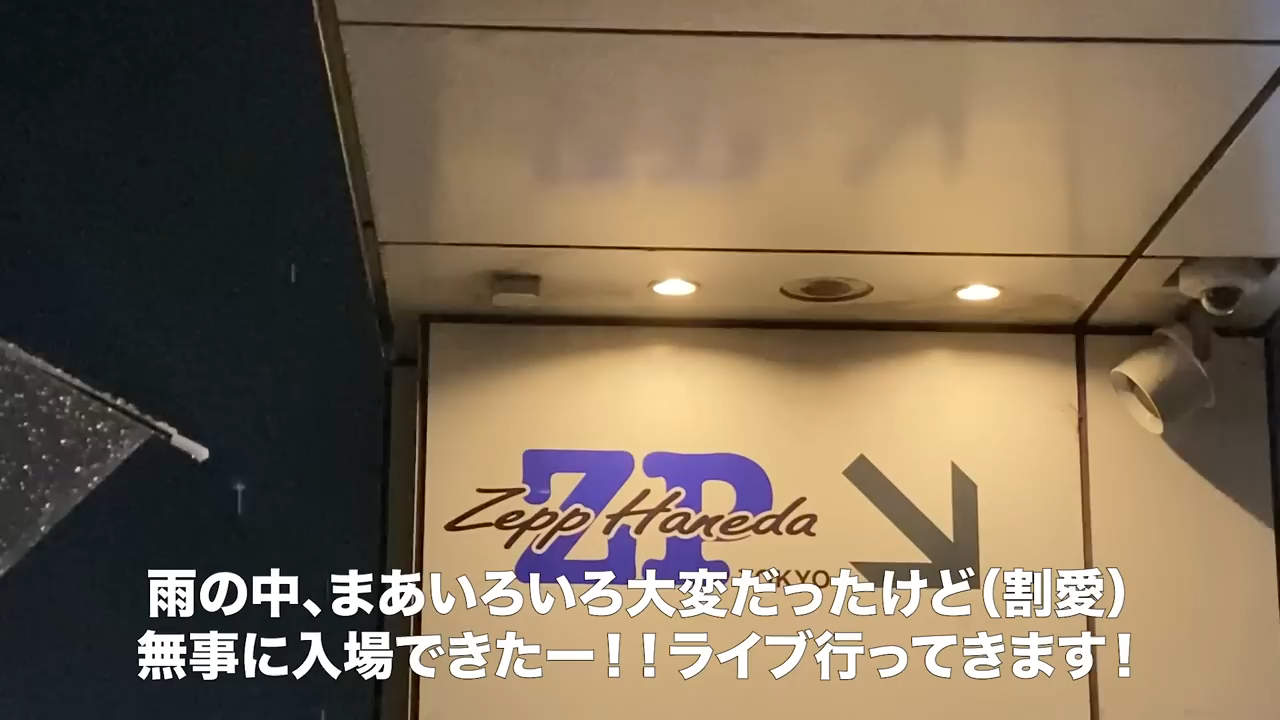 ZP
Zepp Haneda
TOKYO
雨の中、まあいろいろ大変だったけど(割愛)
無事に入場できたー!!ライブ行ってきます!